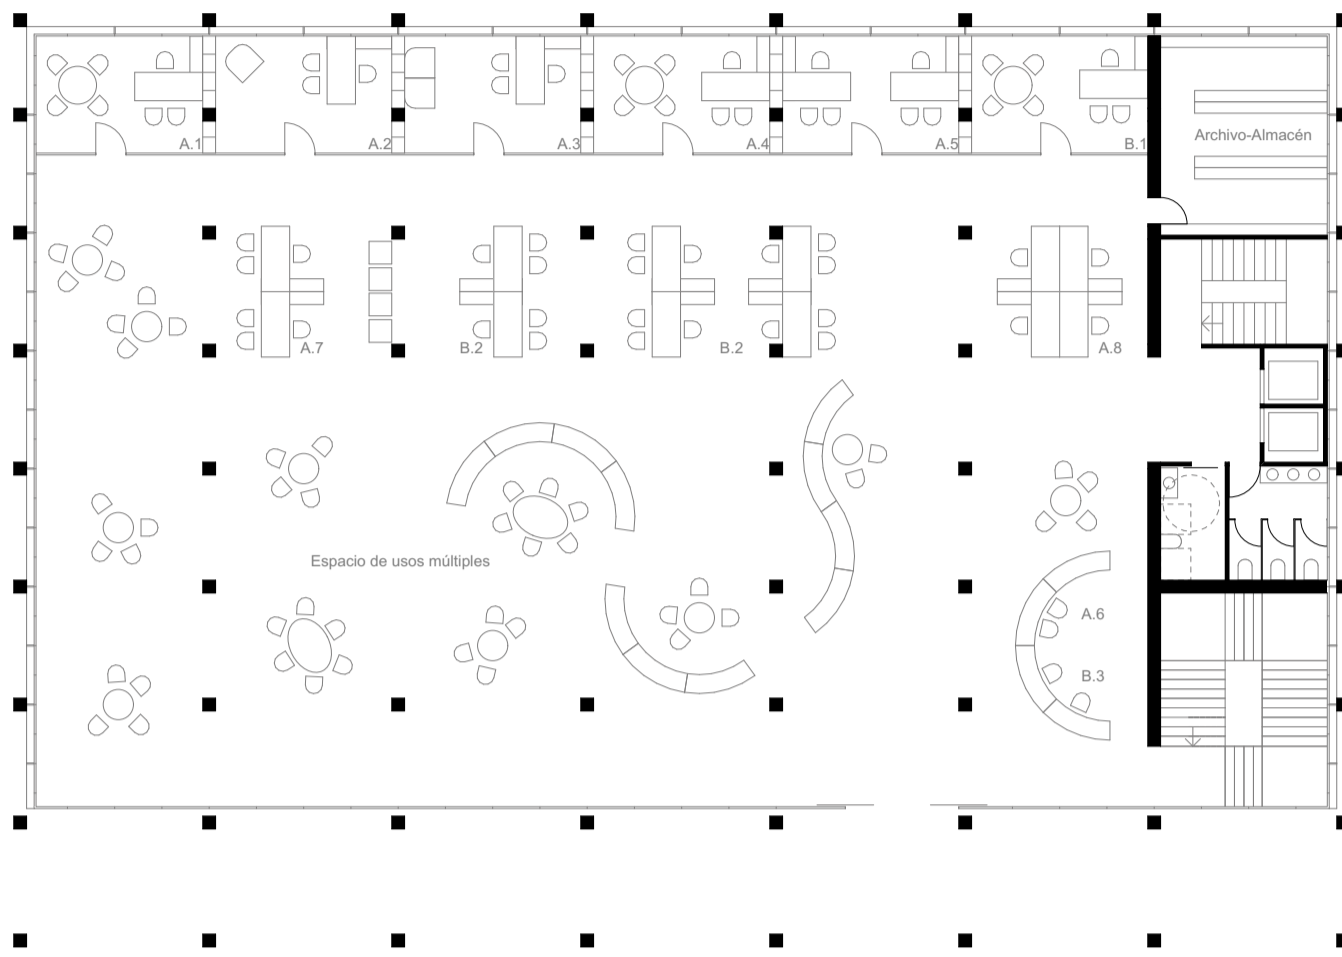 Archivo-Almacén
A.1
A.2
A.3
A.4
A.5
B.1
A.7
B.2
B.2
A.8
Espacio de usos múltiples
A.6
B.3